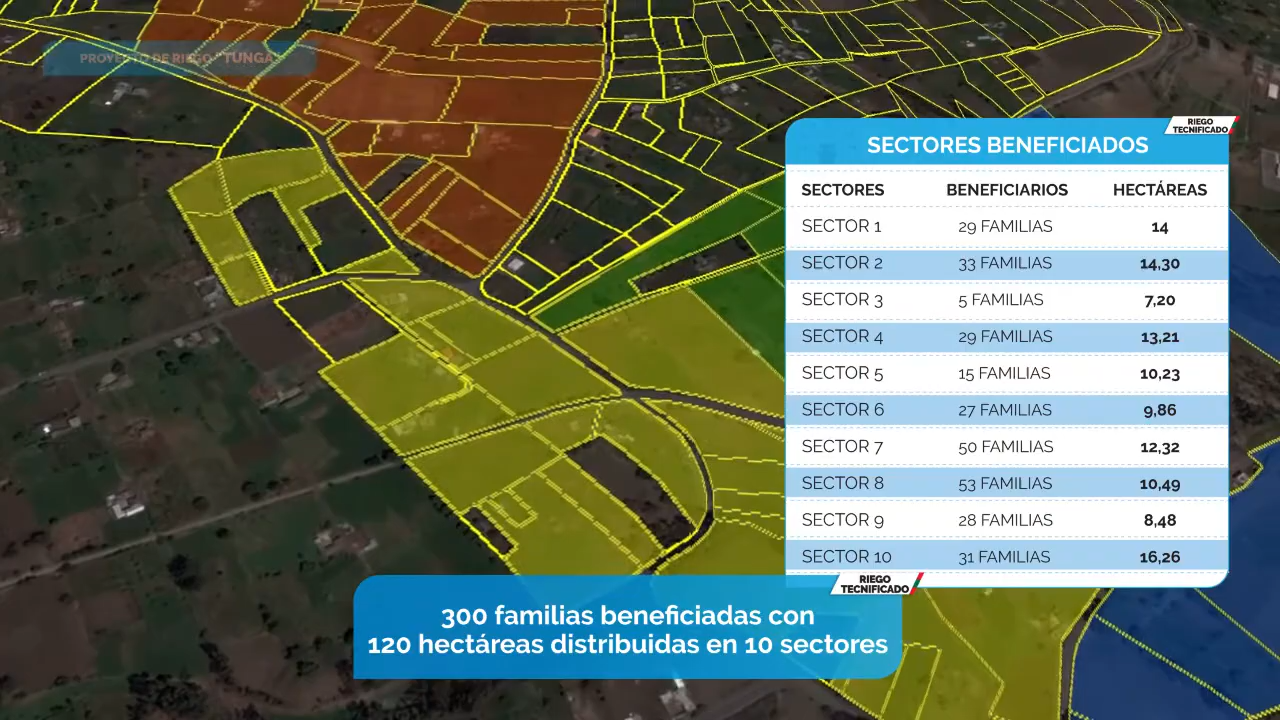 PROYECTO DE RIEGO "TUNGA"
RIEGO
TECNIFICADO
SECTORES BENEFICIADOS
SECTORES BENEFICIARIOS HECTÁREAS
SECTOR 1 29 FAMILIAS 14
SECTOR 2 33 FAMILIAS 14,30
SECTOR 3 5 FAMILIAS 7,20
SECTOR 4 29 FAMILIAS 13,21
SECTOR 5 15 FAMILIAS 10,23
SECTOR 6 27 FAMILIAS 9,86
SECTOR 7 50 FAMILIAS 12,32
SECTOR 8 53 FAMILIAS 10,49
SECTOR 9 28 FAMILIAS 8,48
SECTOR 10 31 FAMILIAS 16,26
RIEGO
TECNIFICADO
300 familias beneficiadas con
120 hectáreas distribuidas en 10 sectores